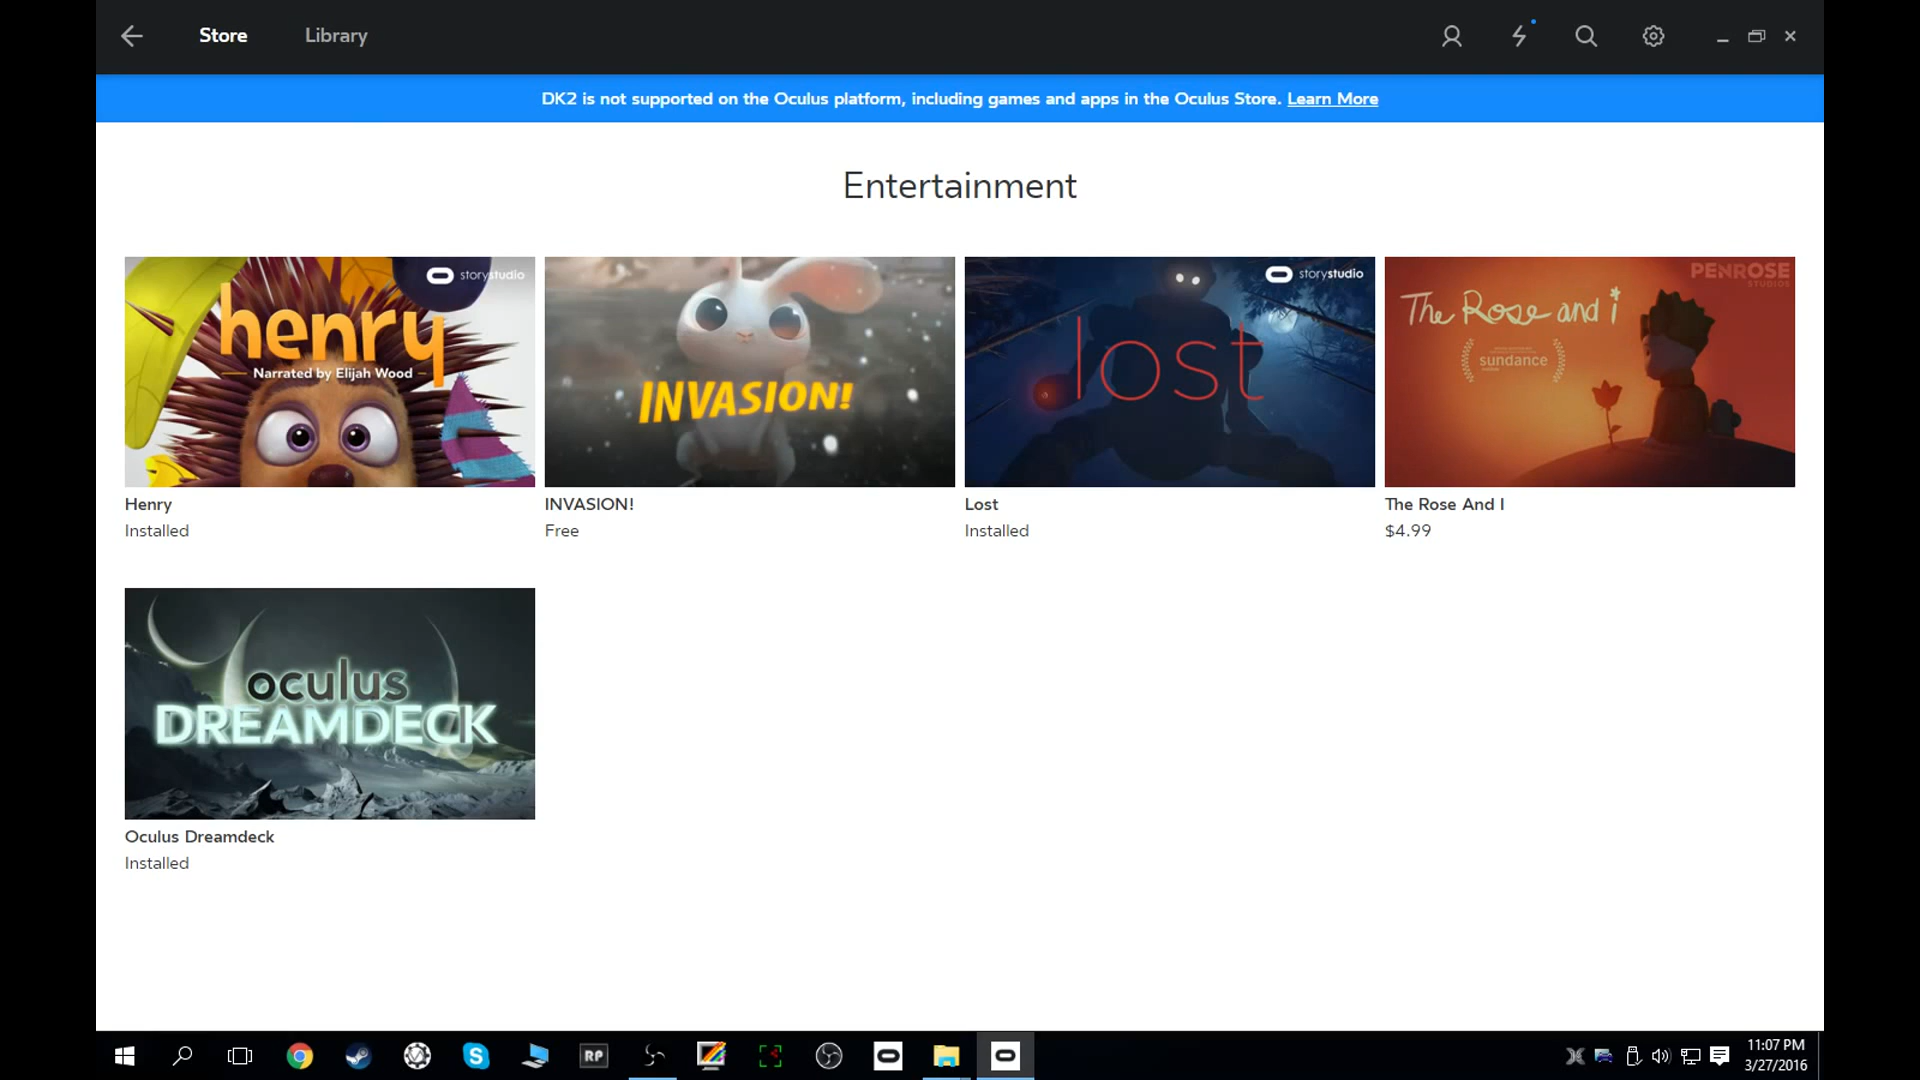 Store
Library
DK2 is not supported on the Oculus platform, including games and apps in the Oculus Store. Learn More
Entertainment
storystudio
henry
Narrated by Elijah Wood
INVASION!
storystudio
lost
PENROSE
STUDIOS
The Rose and i
sundance
Henry
INVASION!
Lost
The Rose And I
Installed
Free
Installed
$4.99
oculus
DREAMDECK
Oculus Dreamdeck
Installed
RP
11:07 PM
3/27/2016